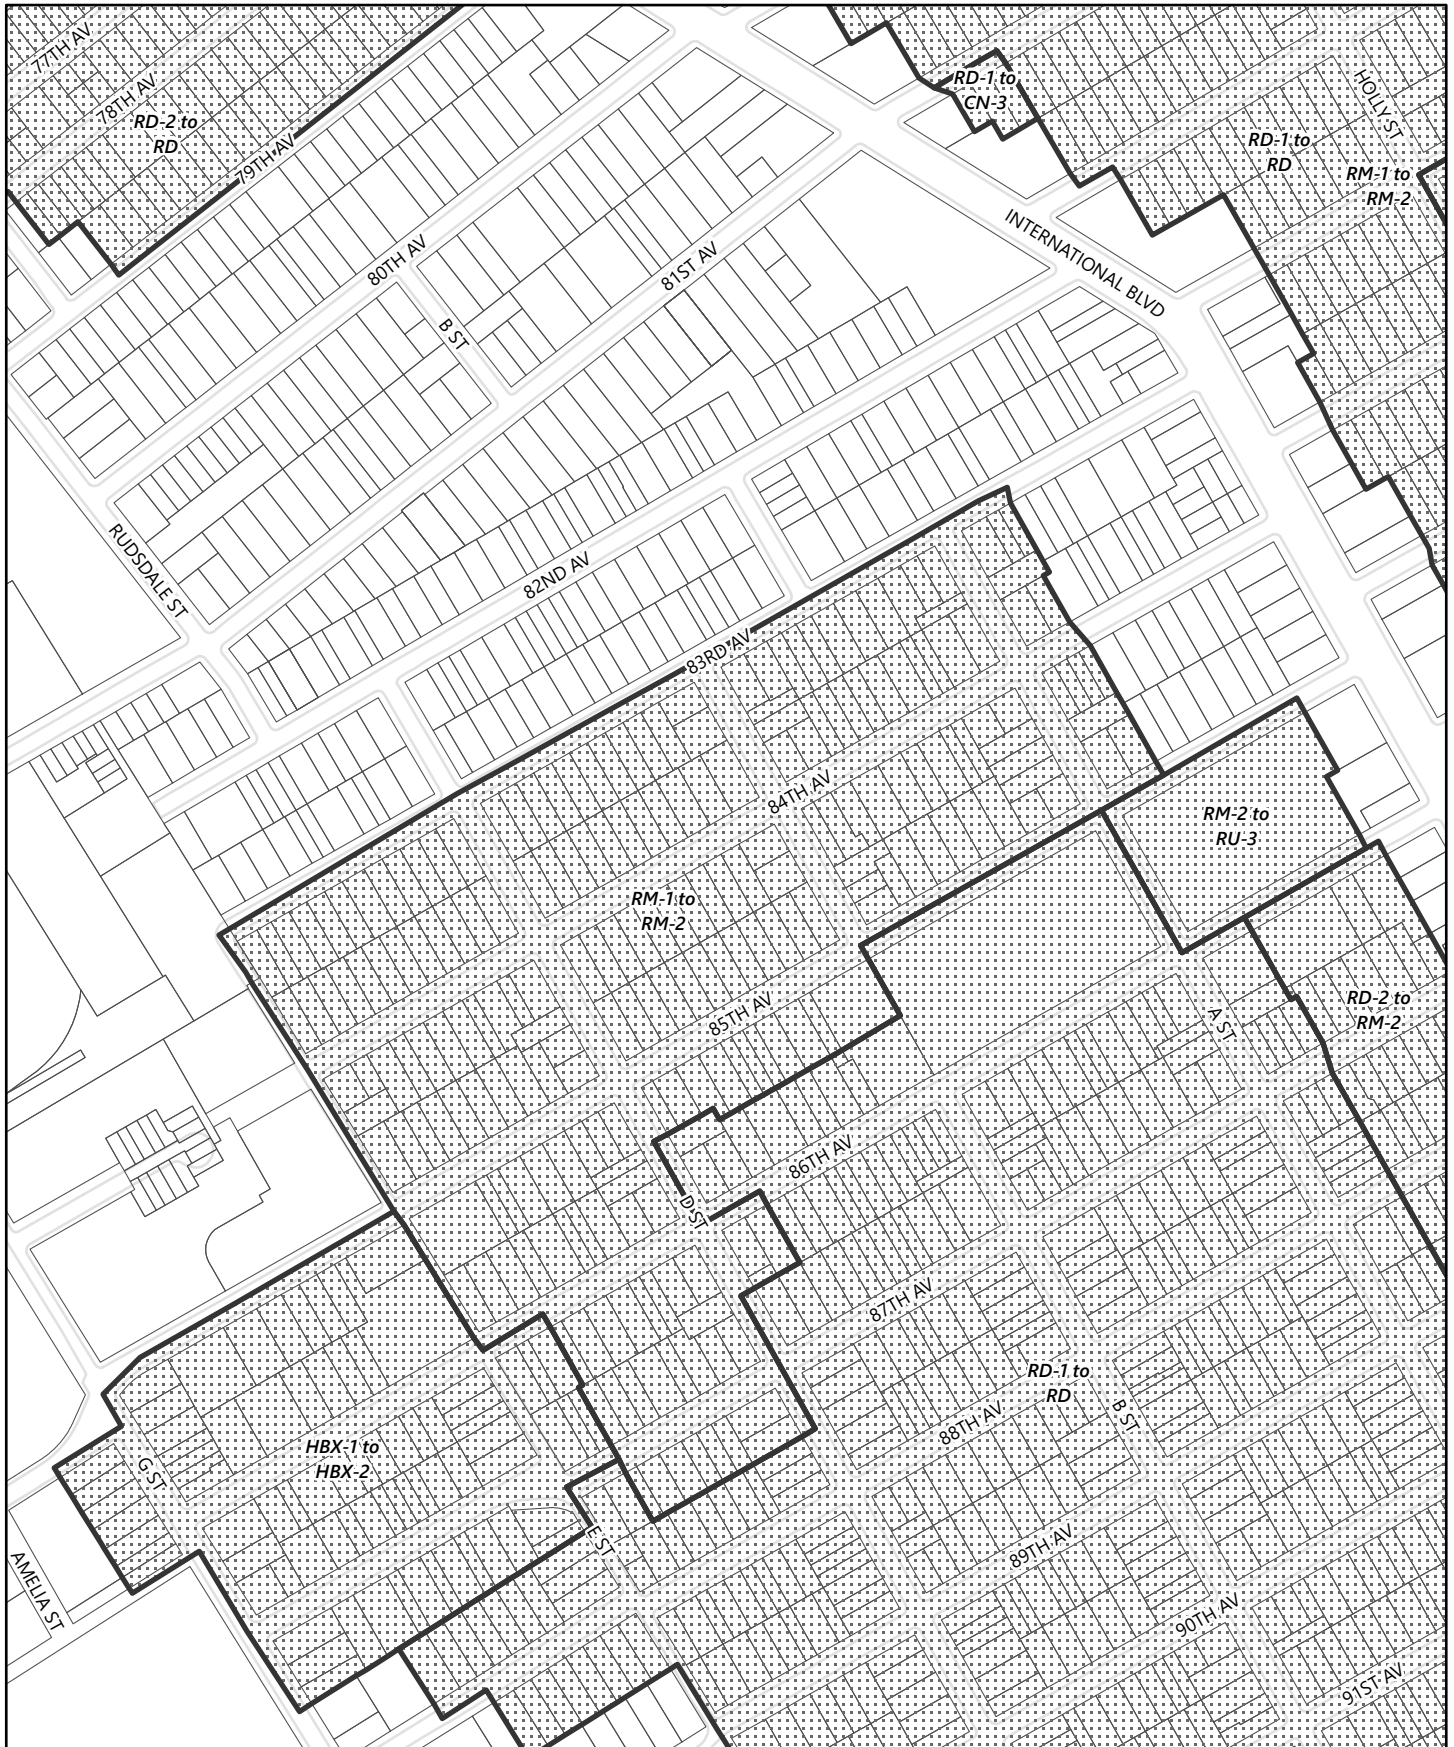 77TH AV
78TH AV
RD-2 to
RD
79TH AV
RD-1 to
CN-3
HOLLY ST
RD-1 to
RD
RM-1 to
RM-2
INTERNATIONAL BLVD
80TH AV
81ST AV
B ST
RUDSDALE ST
82ND AV
83RD AV
84TH AV
RM-2 to
RU-3
RM-1 to
RM-2
85TH AV
RD-2 to
RM-2
A ST
86TH AV
D ST
87TH AV
RD-1 to
RD
B ST
88TH AV
HBX-1 to
HBX-2
G ST
E ST
89TH AV
AMELIA ST
90TH AV
91ST AV